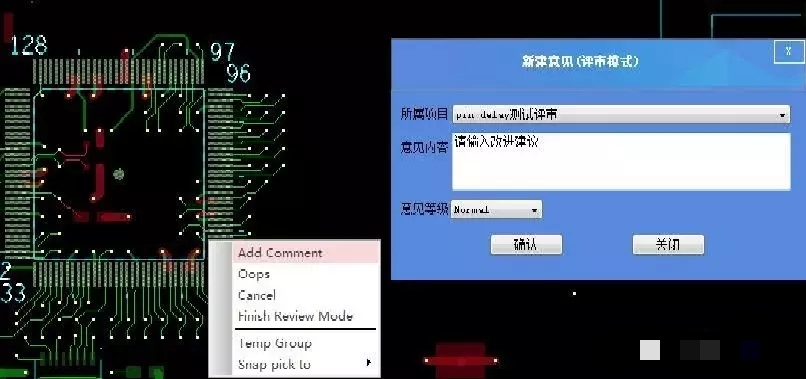 128
97
96
2
33
Add Comment
Oops
Cancel
Finish Review Mode
Temp Group
Snap pick to
新建意见(评审模式)
x
所属项目
pin delay测试评审
意见内容
请输入改进建议
意见等级
Normal
确认
关闭